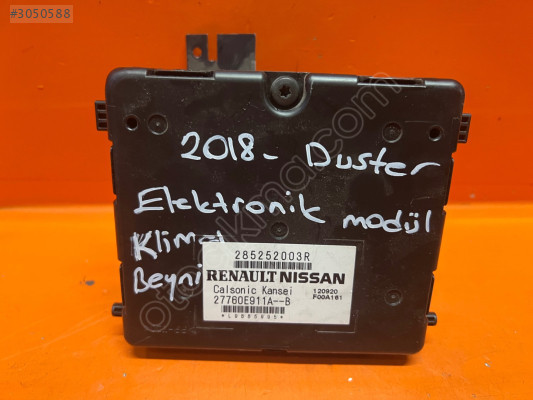 #3050588
2018- Duster
Elektronik modül
Klima
Beyni
285252003R
RENAULT NISSAN
Calsonic Kansei 120920
27760E911A--B F00A161